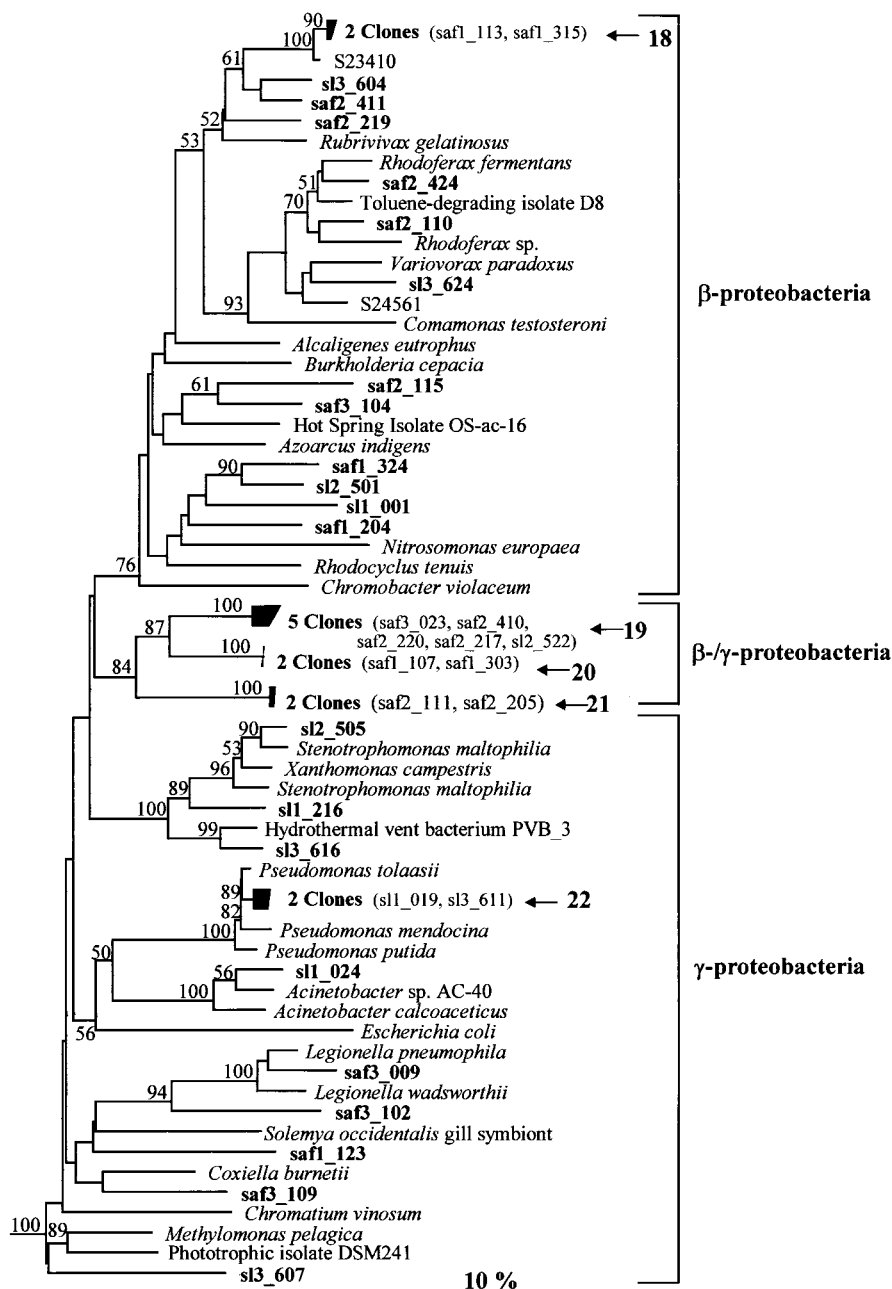 90
2 Clones (saf1_113, saf1_315) ← 18
100
S23410
61
sl3_604
saf2_411
52
saf2_219
53
Rubrivivax gelatinosus
Rhodoferax fermentans
51
saf2_424
70
Toluene-degrading isolate D8
saf2_110
Rhodoferax sp.
Variovorax paradoxus
sl3_624
93
S24561
β-proteobacteria
Comamonas testosteroni
Alcaligenes eutrophus
Burkholderia cepacia
61
saf2_115
saf3_104
Hot Spring Isolate OS-ac-16
Azoarcus indigens
90
saf1_324
sl2_501
sl1_001
saf1_204
Nitrosomonas europaea
76
Rhodocyclus tenuis
Chromobacter violaceum
100
5 Clones (saf3_023, saf2_410, ← 19
87
saf2_220, saf2_217, sl2_522)
100
β-/γ-proteobacteria
2 Clones (saf1_107, saf1_303) ← 20
84
100
2 Clones (saf2_111, saf2_205) ← 21
90
sl2_505
53
Stenotrophomonas maltophilia
96
Xanthomonas campestris
89
Stenotrophomonas maltophilia
100
sl1_216
99
Hydrothermal vent bacterium PVB_3
sl3_616
Pseudomonas tolaasii
89
2 Clones (sl1_019, sl3_611) ← 22
82
100
Pseudomonas mendocina
50
Pseudomonas putida
56
sl1_024
γ-proteobacteria
100
Acinetobacter sp. AC-40
Acinetobacter calcoaceticus
56
Escherichia coli
Legionella pneumophila
100
saf3_009
94
Legionella wadsworthii
saf3_102
Solemya occidentalis gill symbiont
saf1_123
Coxiella burnetii
saf3_109
Chromatium vinosum
100
89
Methylomonas pelagica
Phototrophic isolate DSM241
sl3_607
10 %